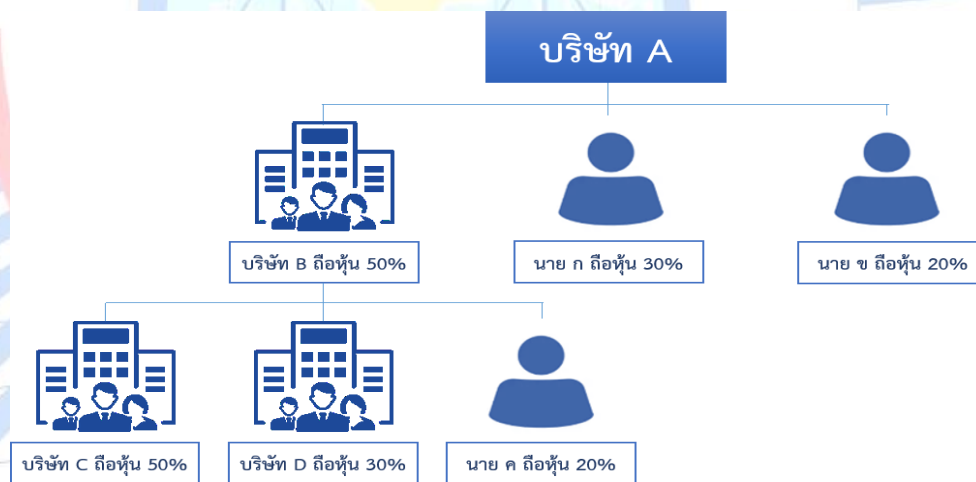 บริษัท A
บริษัท B ถือหุ้น 50%
นาย ก ถือหุ้น 30%
นาย ข ถือหุ้น 20%
บริษัท C ถือหุ้น 50%
บริษัท D ถือหุ้น 30%
นาย ค ถือหุ้น 20%